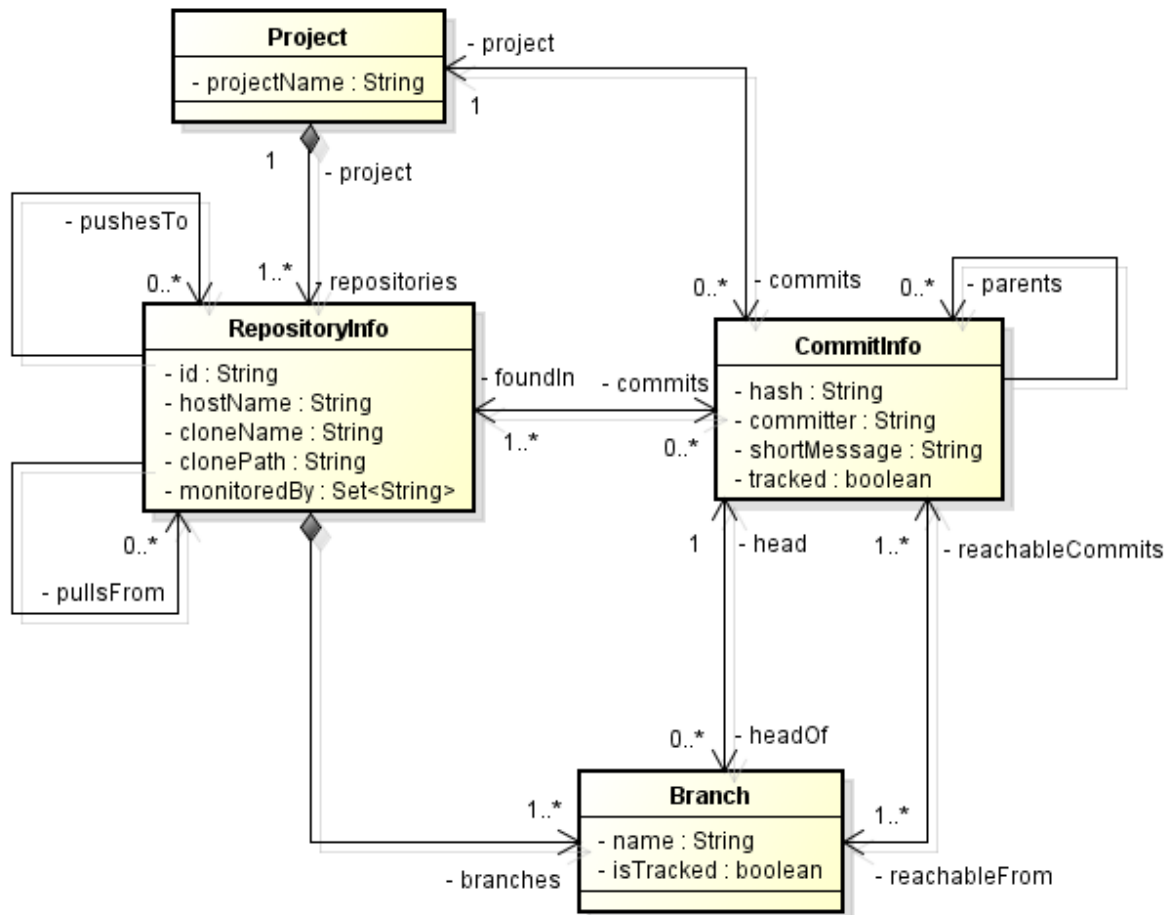 Project
- projectName : String
- project
1
1
- project
- pushesTo
0..*
1..*
- repositories
0..*
- commits
0..*
- parents
RepositoryInfo
- id : String
- hostName : String
- cloneName : String
- clonePath : String
- monitoredBy : Set<String>
- foundIn
- commits
1..*
0..*
CommitInfo
- hash : String
- committer : String
- shortMessage : String
- tracked : boolean
0..*
- pullsFrom
1
- head
1..*
- reachableCommits
0..*
- headOf
1..*
- branches
Branch
- name : String
- isTracked : boolean
1..*
- reachableFrom